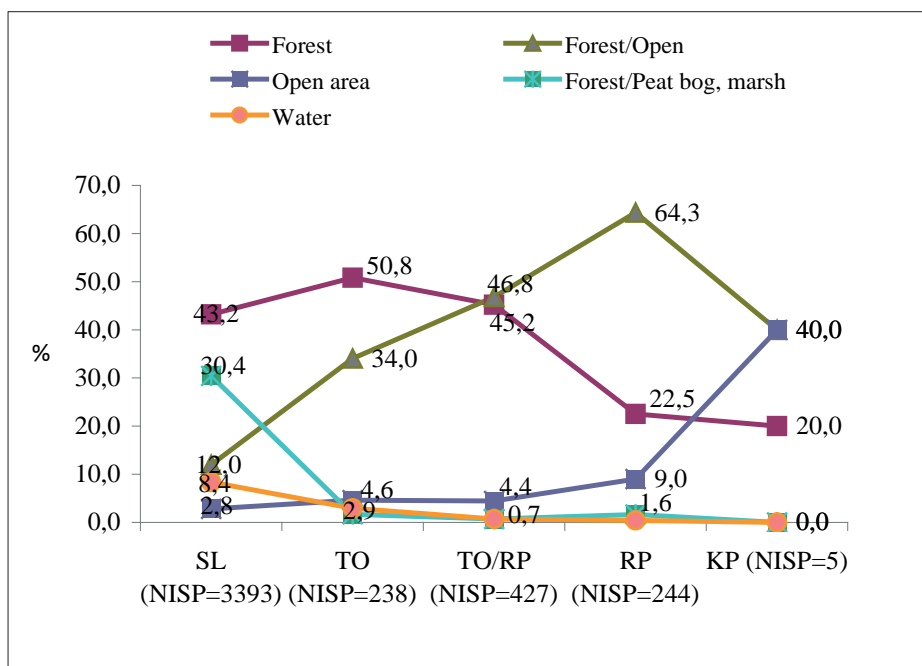 Forest
Forest/Open
Open area
Forest/Peat bog, marsh
Water
%
70,0
60,0
50,0
40,0
30,0
20,0
10,0
0,0
43,2
30,4
12,0
8,4
2,8
50,8
34,0
4,6
2,9
46,8
45,2
4,4
0,7
64,3
22,5
9,0
1,6
40,0
20,0
0,0
SL
(NISP=3393)
TO
(NISP=238)
TO/RP
(NISP=427)
RP
(NISP=244)
KP (NISP=5)